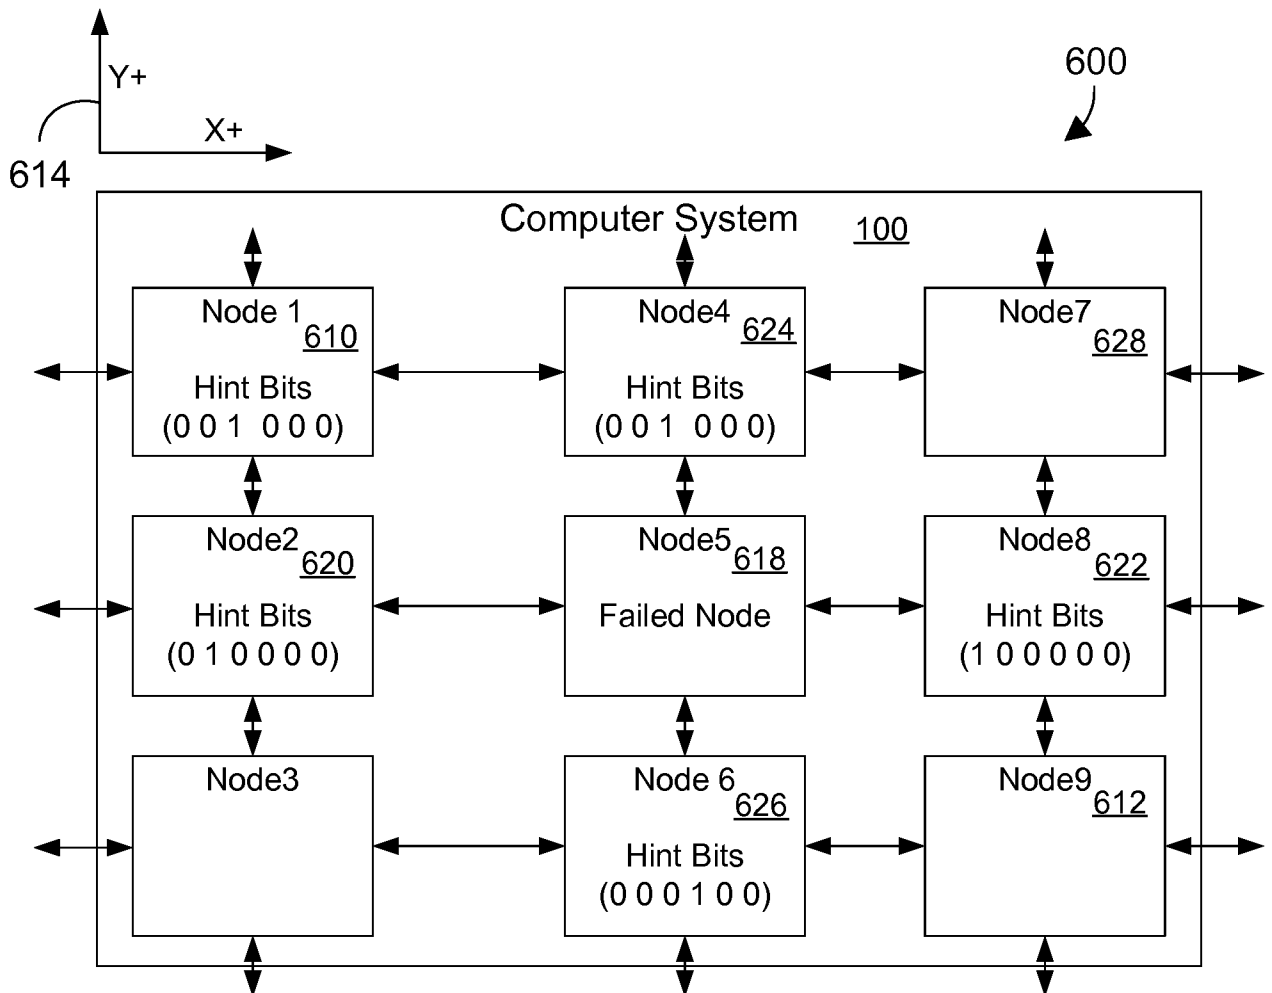 Y+
600
X+
614
Computer System
100
Node 1
610
Hint Bits
(0 0 1 0 0 0)
Node4
624
Hint Bits
(0 0 1 0 0 0)
Node7
628
Node2
620
Hint Bits
(0 1 0 0 0 0)
Node5
618
Failed Node
Node8
622
Hint Bits
(1 0 0 0 0 0)
Node3
Node 6
626
Hint Bits
(0 0 0 1 0 0)
Node9
612